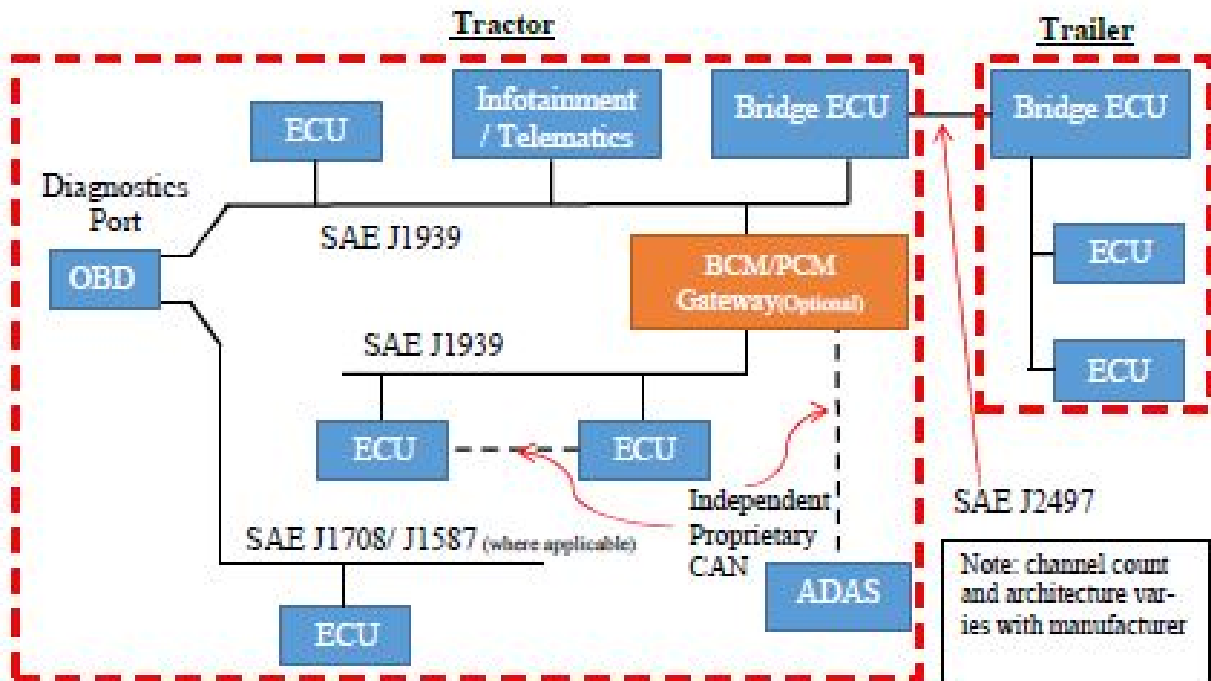 Tractor
Trailer
ECU
Infotainment
/ Telematics
Bridge ECU
Bridge ECU
Diagnostics
Port
SAE J1939
OBD
BCM/PCM
Gateway(Optional)
ECU
SAE J1939
ECU
ECU
ECU
Independent
Proprietary
CAN
SAE J2497
SAE J1708/ J1587 (where applicable)
ADAS
Note: channel count
and architecture var-
ies with manufacturer
ECU